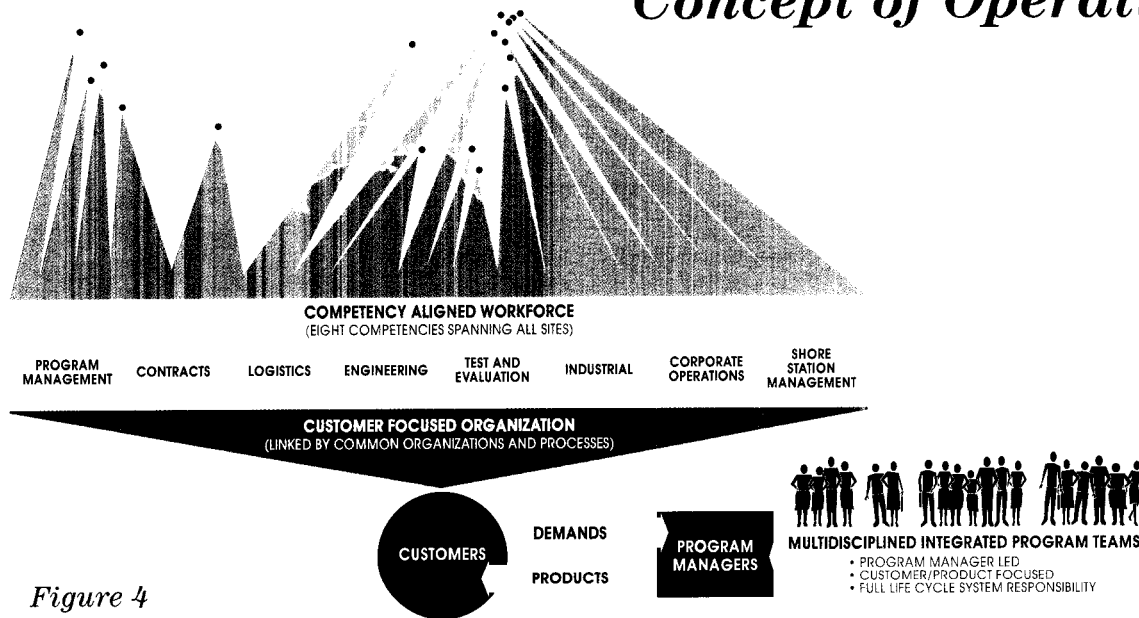 Concept of
COMPETENCY ALIGNED WORKFORCE
(EIGHT COMPETENCIES SPANNING ALL SITES)
PROGRAM
MANAGEMENT
CONTRACTS
LOGISTICS
ENGINEERING
TEST AND
EVALUATION
INDUSTRIAL
CORPORATE
OPERATIONS
SHORE
STATION
MANAGEMENT
CUSTOMER FOCUSED ORGANIZATION
(LINKED BY COMMON ORGANIZATIONS AND PROCESSES)
CUSTOMERS
DEMANDS
PRODUCTS
PROGRAM
MANAGERS
MULTIDISCIPLINED INTEGRATED PROGRAM TEAMS
• PROGRAM MANAGER LED
• CUSTOMER/PRODUCT FOCUSED
• FULL LIFE CYCLE SYSTEM RESPONSIBILITY
Figure 4